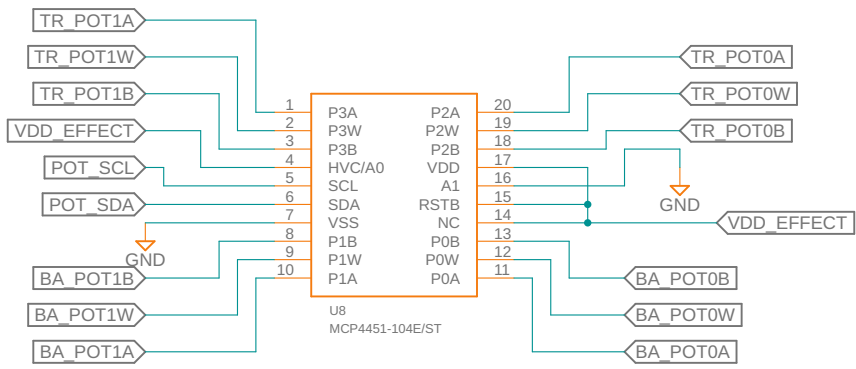 TR_POT1A
TR_POT1W
TR_POT0A
TR_POT1B
TR_POT0W
VDD_EFFECT
TR_POT0B
POT_SCL
POT_SDA
GND
GND
VDD_EFFECT
BA_POT1B
BA_POT0B
BA_POT1W
BA_POT0W
BA_POT1A
BA_POT0A
1 P3A P2A 20
2 P3W P2W 19
3 P3B P2B 18
4 HVC/A0 VDD 17
5 SCL A1 16
6 SDA RSTB 15
7 VSS NC 14
8 P1B P0B 13
9 P1W P0W 12
10 P1A P0A 11
U8
MCP4451-104E/ST